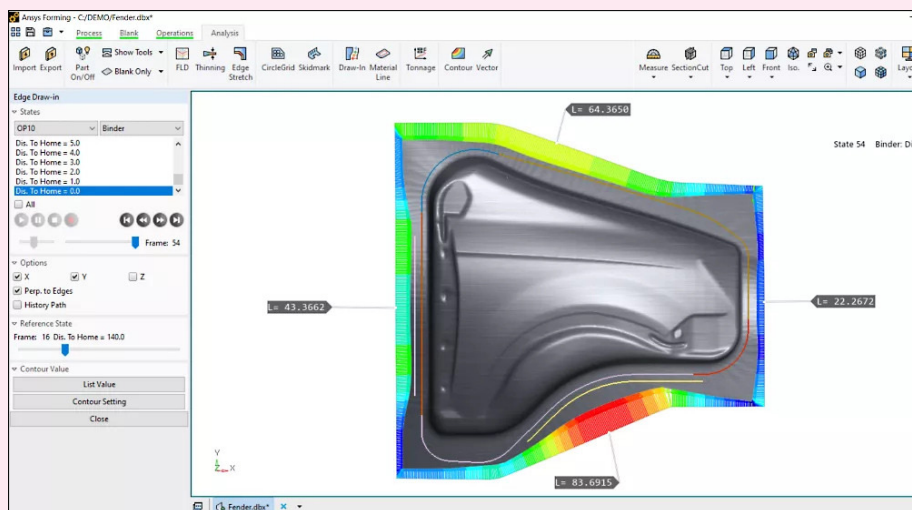 Ansys Forming - C:/DEMO/Fender.dbx*
Process Blank Operations Analysis
Import Export Part On/Off Show Tools Blank Only FLD Thinning Edge Stretch CircleGrid Skidmark Draw-In Material Line Tonnage Contour Vector Measure SectionCut Top Left Front Iso.
Edge Draw-in
States
OP10 Binder
Dis. To Home = 5.0
Dis. To Home = 4.0
Dis. To Home = 3.0
Dis. To Home = 2.0
Dis. To Home = 1.0
Dis. To Home = 0.0
All
Frame: 54
Options
X Y Z
Perp. to Edges
History Path
Reference State
Frame: 16 Dis. To Home = 140.0
Contour Value
List Value
Contour Setting
Close
L= 64.3650
State 54 Binder: Di
L= 43.3662
L= 22.2672
L= 83.6915
Y
Z X
Fender.dbx*